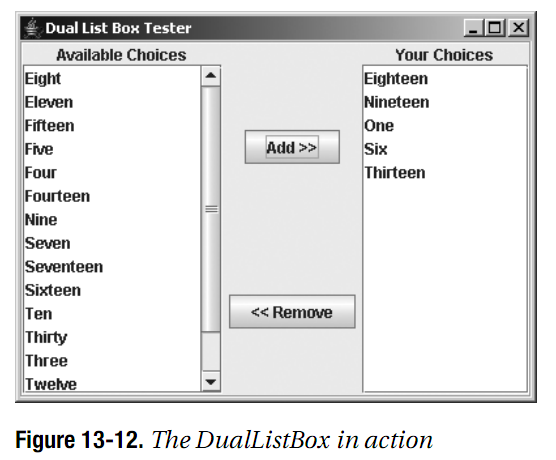 Dual List Box Tester
Available Choices
Eight
Eleven
Fifteen
Five
Four
Fourteen
Nine
Seven
Seventeen
Sixteen
Ten
Thirty
Three
Twelve
Add >>
<< Remove
Your Choices
Eighteen
Nineteen
One
Six
Thirteen
Figure 13-12. The DualListBox in action